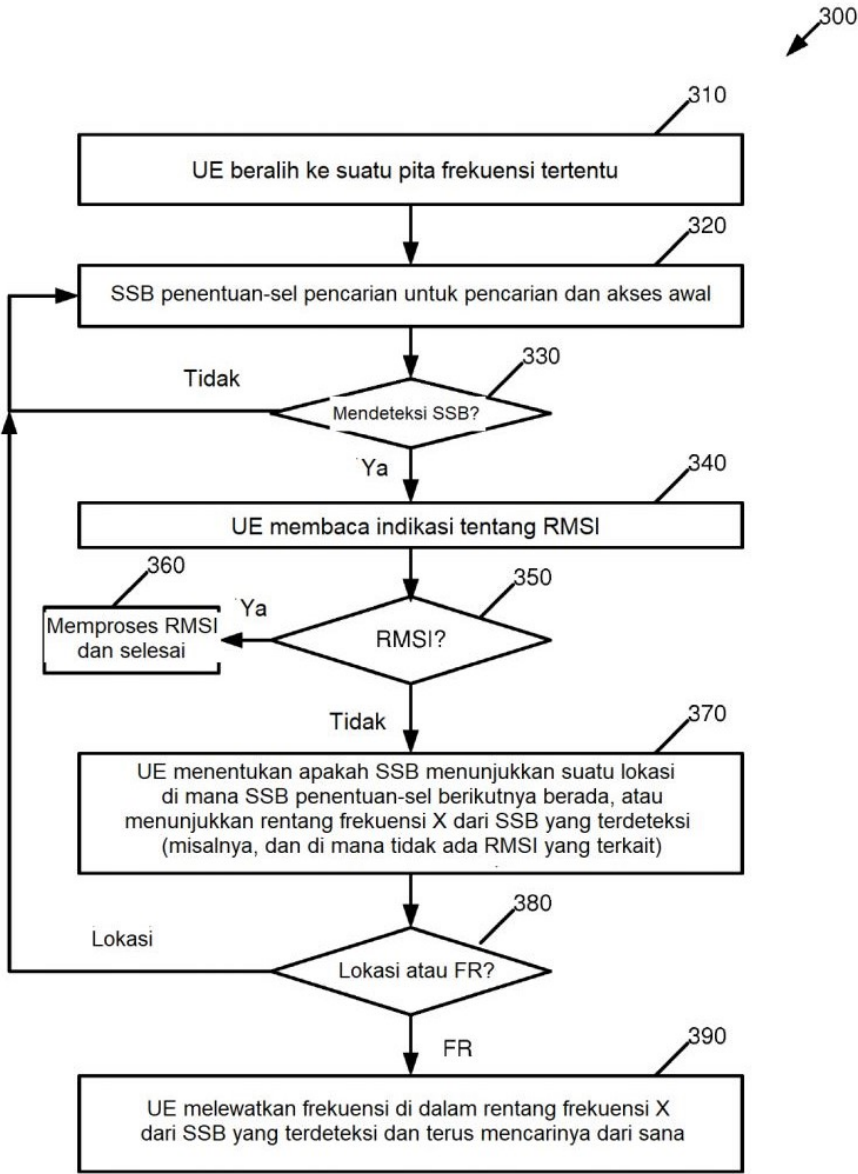 300
310
UE beralih ke suatu pita frekuensi tertentu
320
SSB penentuan-sel pencarian untuk pencarian dan akses awal
330
Tidak
Mendeteksi SSB?
Ya
340
UE membaca indikasi tentang RMSI
360
350
Ya
Memproses RMSI
dan selesai
RMSI?
Tidak
370
UE menentukan apakah SSB menunjukkan suatu lokasi
di mana SSB penentuan-sel berikutnya berada, atau
menunjukkan rentang frekuensi X dari SSB yang terdeteksi
(misalnya, dan di mana tidak ada RMSI yang terkait)
380
Lokasi
Lokasi atau FR?
FR
390
UE melewatkan frekuensi di dalam rentang frekuensi X
dari SSB yang terdeteksi dan terus mencarinya dari sana